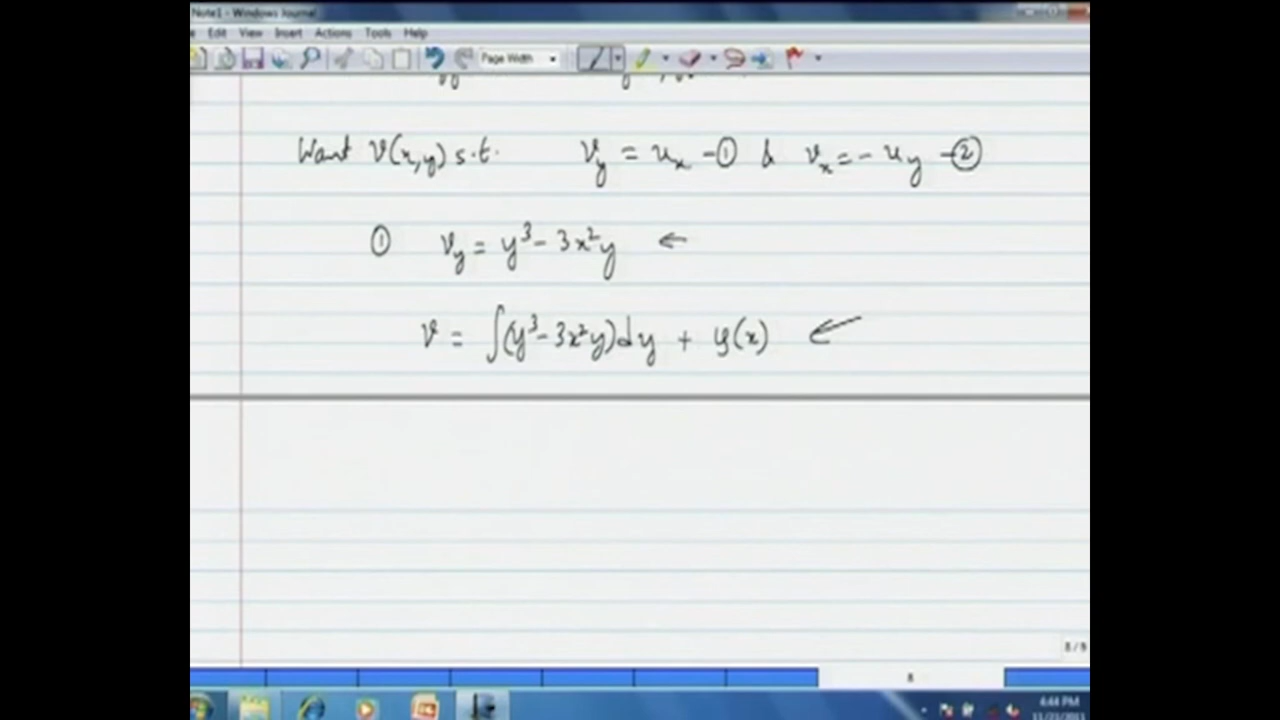 Note1 - Windows Journal
Edit View Insert Actions Tools Help
Page Width
Want v(x,y) s.t. v_y = u_x -① & v_x = - u_y -②
① v_y = y³ - 3x²y ←
v = ∫(y³ - 3x²y)dy + φ(x) ←
8 / 9
8
4:44 PM